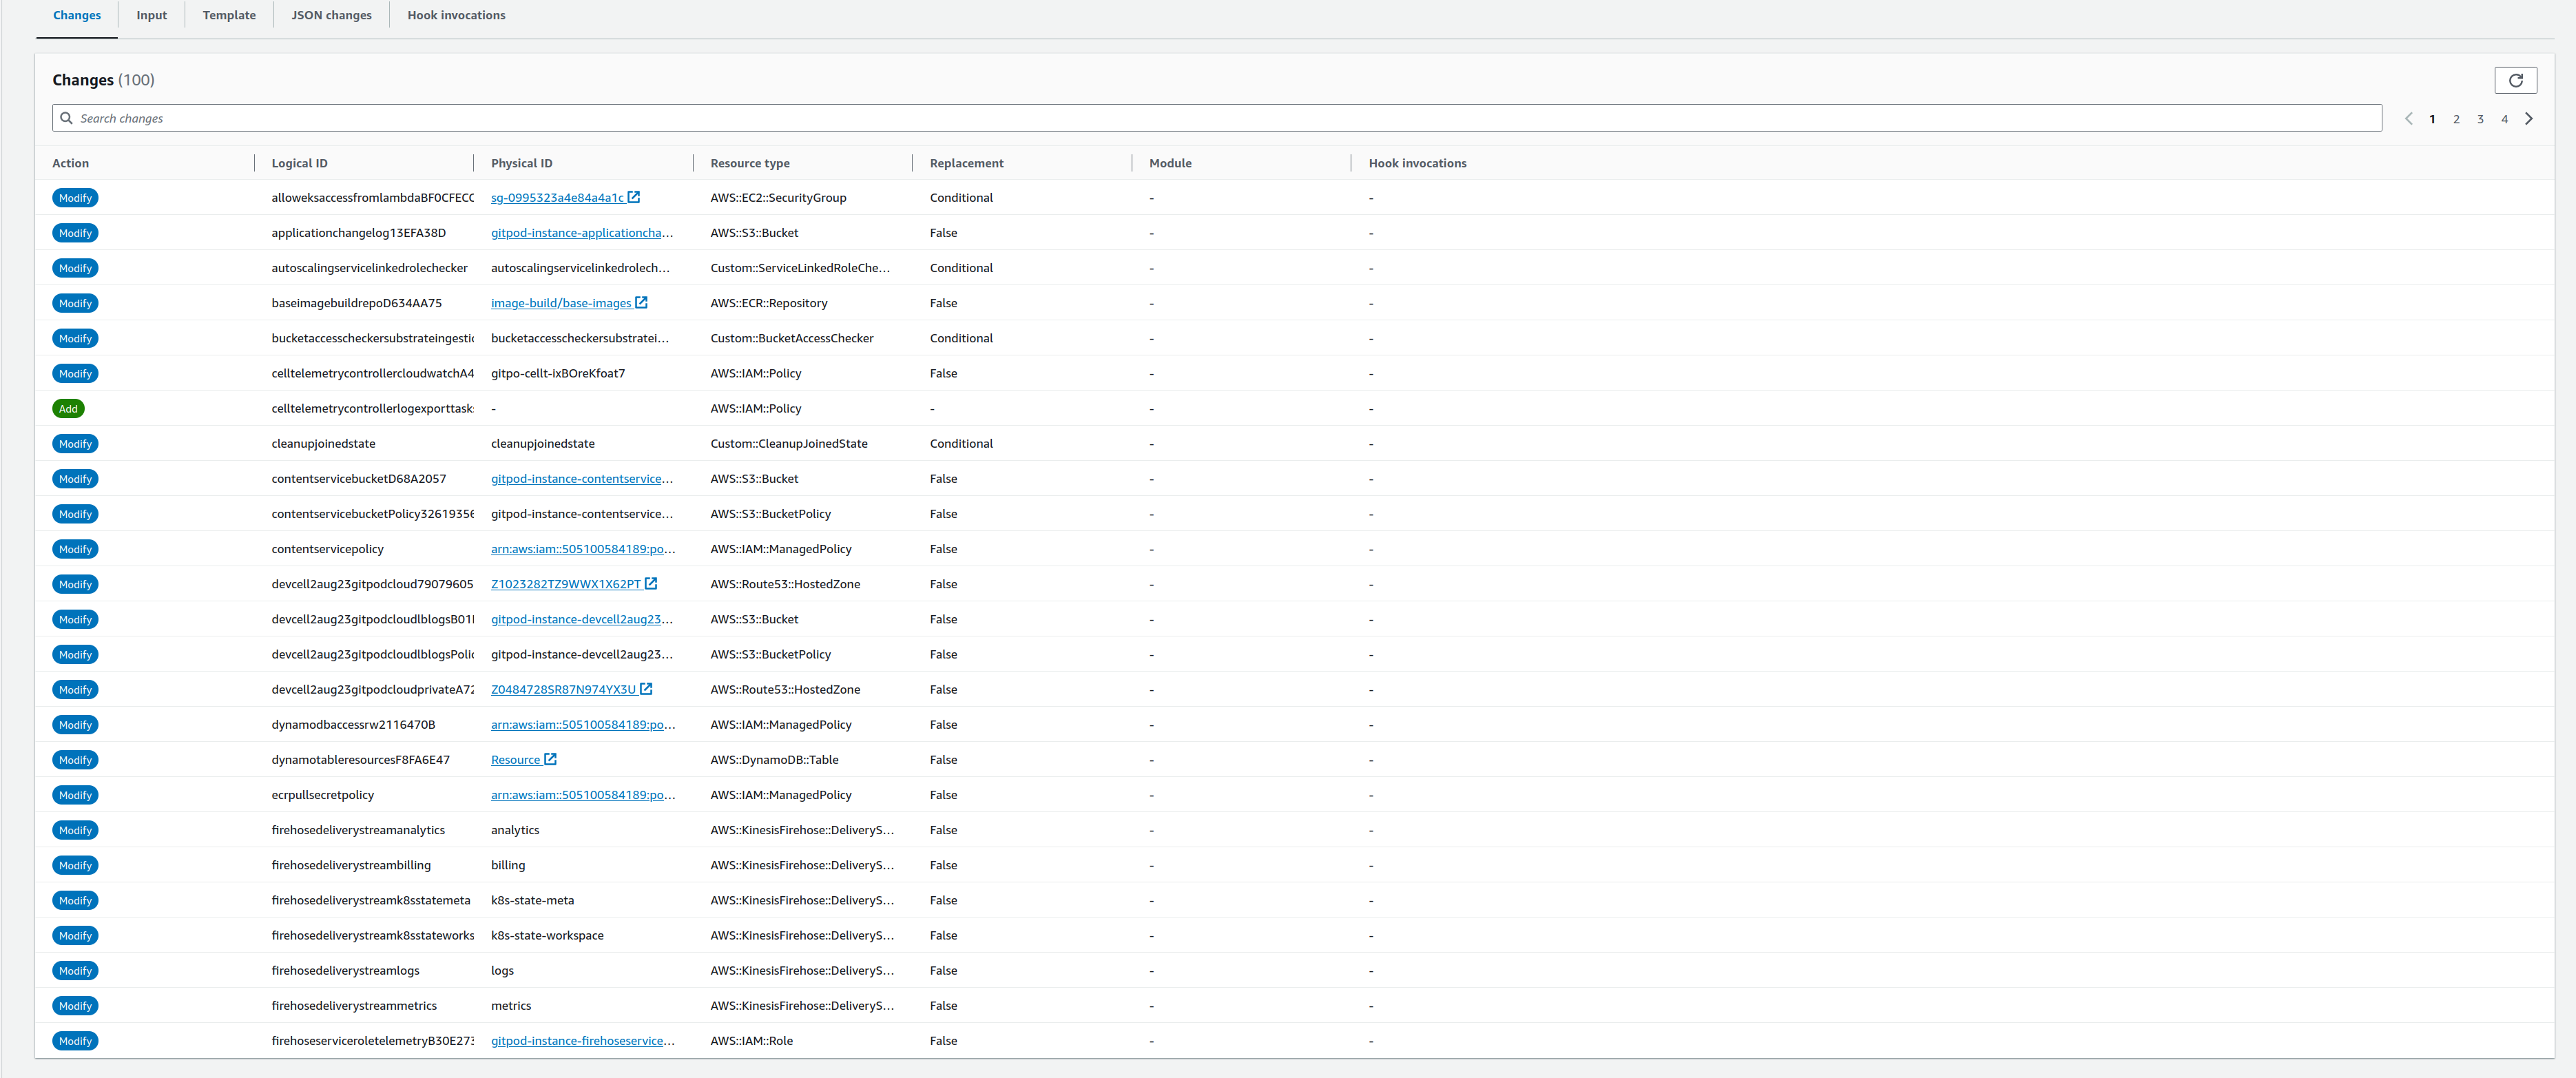 Changes Input Template JSON changes Hook invocations
Changes (100)
Search changes 1 2 3 4
Action Logical ID Physical ID Resource type Replacement Module Hook invocations
Modify alloweksaccessfromlambdaBF0CFECC sg-0995323a4e84a4a1c AWS::EC2::SecurityGroup Conditional - -
Modify applicationchangelog13EFA38D gitpod-instance-applicationcha... AWS::S3::Bucket False - -
Modify autoscalingservicelinkedrolechecker autoscalingservicelinkedrolech... Custom::ServiceLinkedRoleChe... Conditional - -
Modify baseimagebuildrepoD634AA75 image-build/base-images AWS::ECR::Repository False - -
Modify bucketaccesscheckersubstrateingestic bucketaccesscheckersubstratei... Custom::BucketAccessChecker Conditional - -
Modify celltelemetrycontrollercloudwatchA4 gitpo-cellt-ixBOreKfoat7 AWS::IAM::Policy False - -
Add celltelemetrycontrollerlogexporttask - AWS::IAM::Policy - - -
Modify cleanupjoinedstate cleanupjoinedstate Custom::CleanupJoinedState Conditional - -
Modify contentservicebucketD68A2057 gitpod-instance-contentservice... AWS::S3::Bucket False - -
Modify contentservicebucketPolicy32619356 gitpod-instance-contentservice... AWS::S3::BucketPolicy False - -
Modify contentservicepolicy arn:aws:iam::505100584189:po... AWS::IAM::ManagedPolicy False - -
Modify devcell2aug23gitpodcloud79079605 Z1023282TZ9WWX1X62PT AWS::Route53::HostedZone False - -
Modify devcell2aug23gitpodcloudlblogsB01 gitpod-instance-devcell2aug23... AWS::S3::Bucket False - -
Modify devcell2aug23gitpodcloudlblogsPolic gitpod-instance-devcell2aug23... AWS::S3::BucketPolicy False - -
Modify devcell2aug23gitpodcloudprivateA72 Z0484728SR87N974YX3U AWS::Route53::HostedZone False - -
Modify dynamodbaccessrw2116470B arn:aws:iam::505100584189:po... AWS::IAM::ManagedPolicy False - -
Modify dynamotableresourcesF8FA6E47 Resource AWS::DynamoDB::Table False - -
Modify ecrpullsecretpolicy arn:aws:iam::505100584189:po... AWS::IAM::ManagedPolicy False - -
Modify firehosedeliverystreamanalytics analytics AWS::KinesisFirehose::DeliveryS... False - -
Modify firehosedeliverystreambilling billing AWS::KinesisFirehose::DeliveryS... False - -
Modify firehosedeliverystreamk8sstatemeta k8s-state-meta AWS::KinesisFirehose::DeliveryS... False - -
Modify firehosedeliverystreamk8sstateworks k8s-state-workspace AWS::KinesisFirehose::DeliveryS... False - -
Modify firehosedeliverystreamlogs logs AWS::KinesisFirehose::DeliveryS... False - -
Modify firehosedeliverystreammetrics metrics AWS::KinesisFirehose::DeliveryS... False - -
Modify firehoseserviceroletelemetryB30E273 gitpod-instance-firehoseservice... AWS::IAM::Role False - -